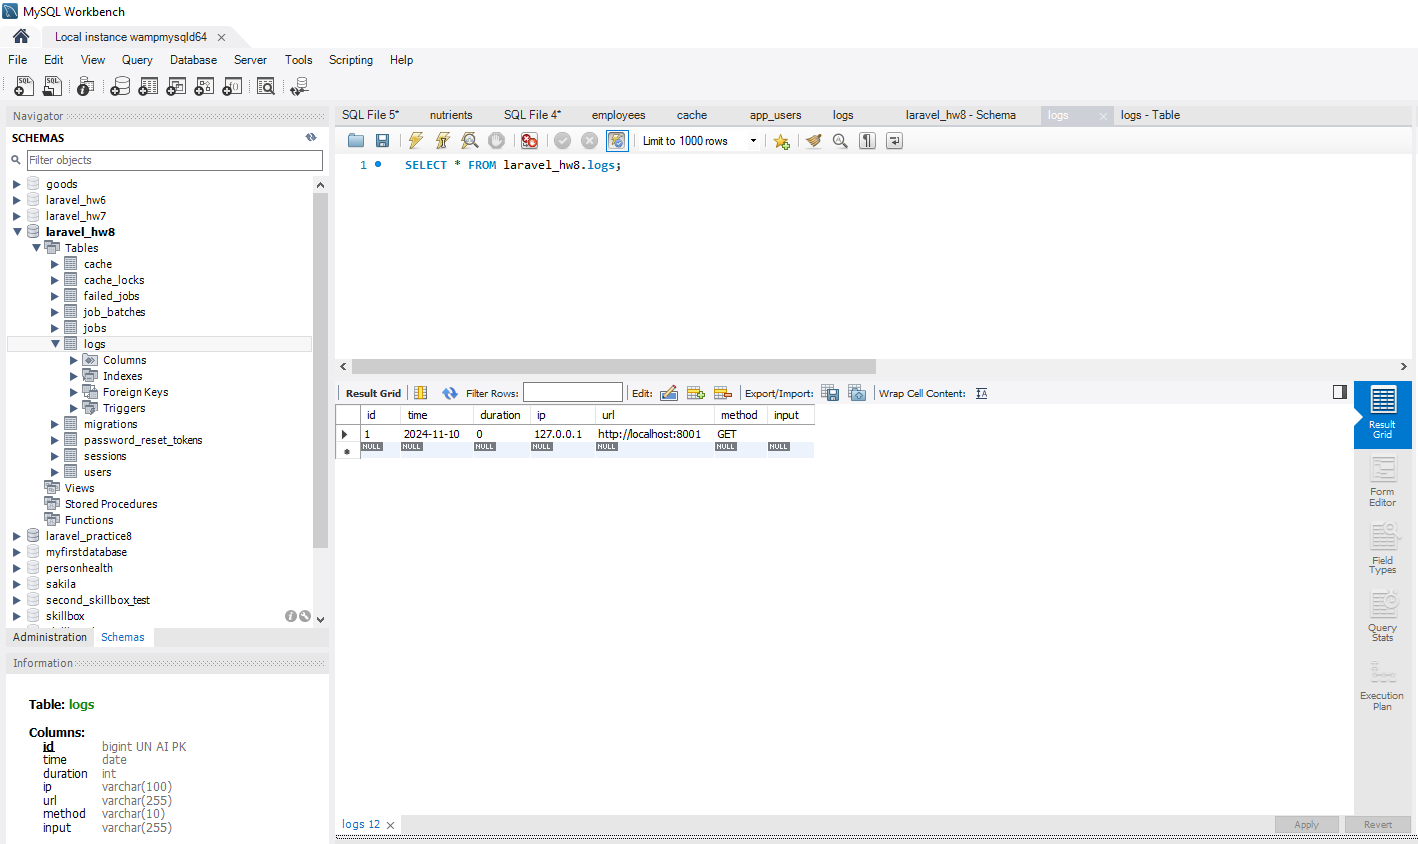 MySQL Workbench
Local instance wampmysqld64
File Edit View Query Database Server Tools Scripting Help
Navigator
SCHEMAS
Filter objects
goods
laravel_hw6
laravel_hw7
laravel_hw8
Tables
cache
cache_locks
failed_jobs
job_batches
jobs
logs
Columns
Indexes
Foreign Keys
Triggers
migrations
password_reset_tokens
sessions
users
Views
Stored Procedures
Functions
laravel_practice8
myfirstdatabase
personhealth
sakila
second_skillbox_test
skillbox
Administration Schemas
Information
Table: logs
Columns:
id bigint UN AI PK
time date
duration int
ip varchar(100)
url varchar(255)
method varchar(10)
input varchar(255)
SQL File 5* nutrients SQL File 4* employees cache app_users logs laravel_hw8 - Schema logs logs - Table
Limit to 1000 rows
1 SELECT * FROM laravel_hw8.logs;
Result Grid Filter Rows: Edit: Export/Import: Wrap Cell Content:
id time duration ip url method input
1 2024-11-10 0 127.0.0.1 http://localhost:8001 GET
NULL NULL NULL NULL NULL NULL NULL
Result
Grid
Form
Editor
Field
Types
Query
Stats
Execution
Plan
logs 12
Apply Revert